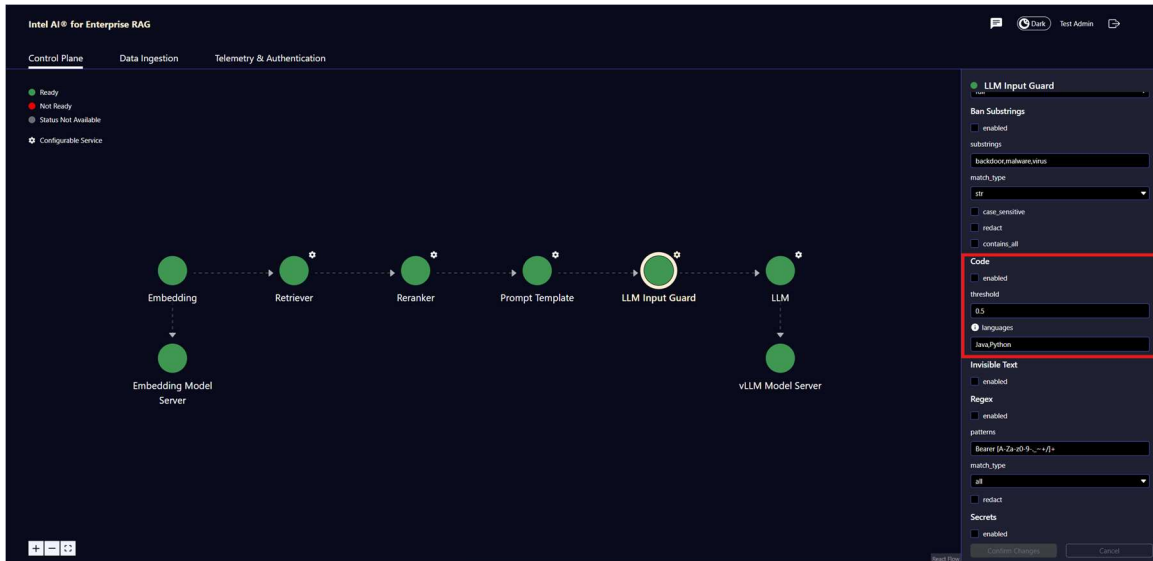 Intel AI® for Enterprise RAG
Dark
Test Admin
Control Plane
Data Ingestion
Telemetry & Authentication
Ready
Not Ready
Status Not Available
Configurable Service
Embedding
Retriever
Reranker
Prompt Template
LLM Input Guard
LLM
Embedding Model
Server
vLLM Model Server
LLM Input Guard
Ban Substrings
enabled
substrings
backdoor,malware,virus
match_type
str
case_sensitive
redact
contains_all
Code
enabled
threshold
0.5
languages
Java,Python
Invisible Text
enabled
Regex
enabled
patterns
Bearer [A-Za-z0-9-._~+/]+
match_type
all
redact
Secrets
enabled
Confirm Changes
Cancel
React Flow